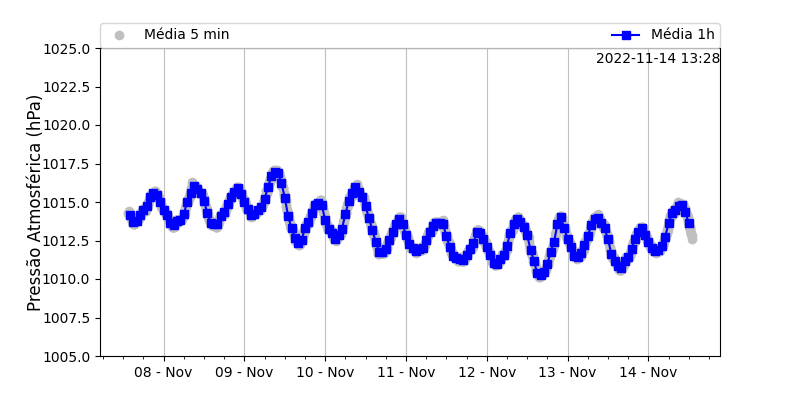 Média 5 min
Média 1h
2022-11-14 13:28
Pressão Atmosférica (hPa)
1025.0
1022.5
1020.0
1017.5
1015.0
1012.5
1010.0
1007.5
1005.0
08 - Nov
09 - Nov
10 - Nov
11 - Nov
12 - Nov
13 - Nov
14 - Nov